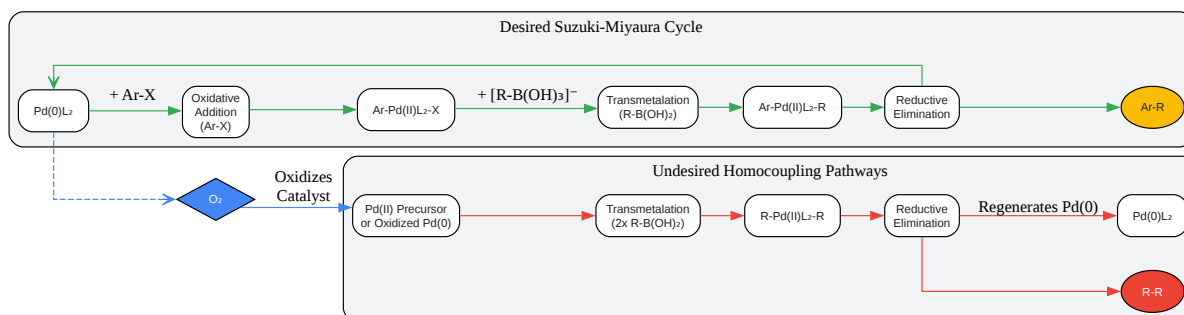 Desired Suzuki-Miyaura Cycle
Pd(0)L₂
+ Ar-X
Oxidative
Addition
(Ar-X)
Ar-Pd(II)L₂-X
+ [R-B(OH)₃]⁻
Transmetalation
(R-B(OH)₂)
Ar-Pd(II)L₂-R
Reductive
Elimination
Ar-R
O₂
Oxidizes
Catalyst
Undesired Homocoupling Pathways
Pd(II) Precursor
or Oxidized Pd(0)
Transmetalation
(2x R-B(OH)₂)
R-Pd(II)L₂-R
Reductive
Elimination
Regenerates Pd(0)
Pd(0)L₂
R-R